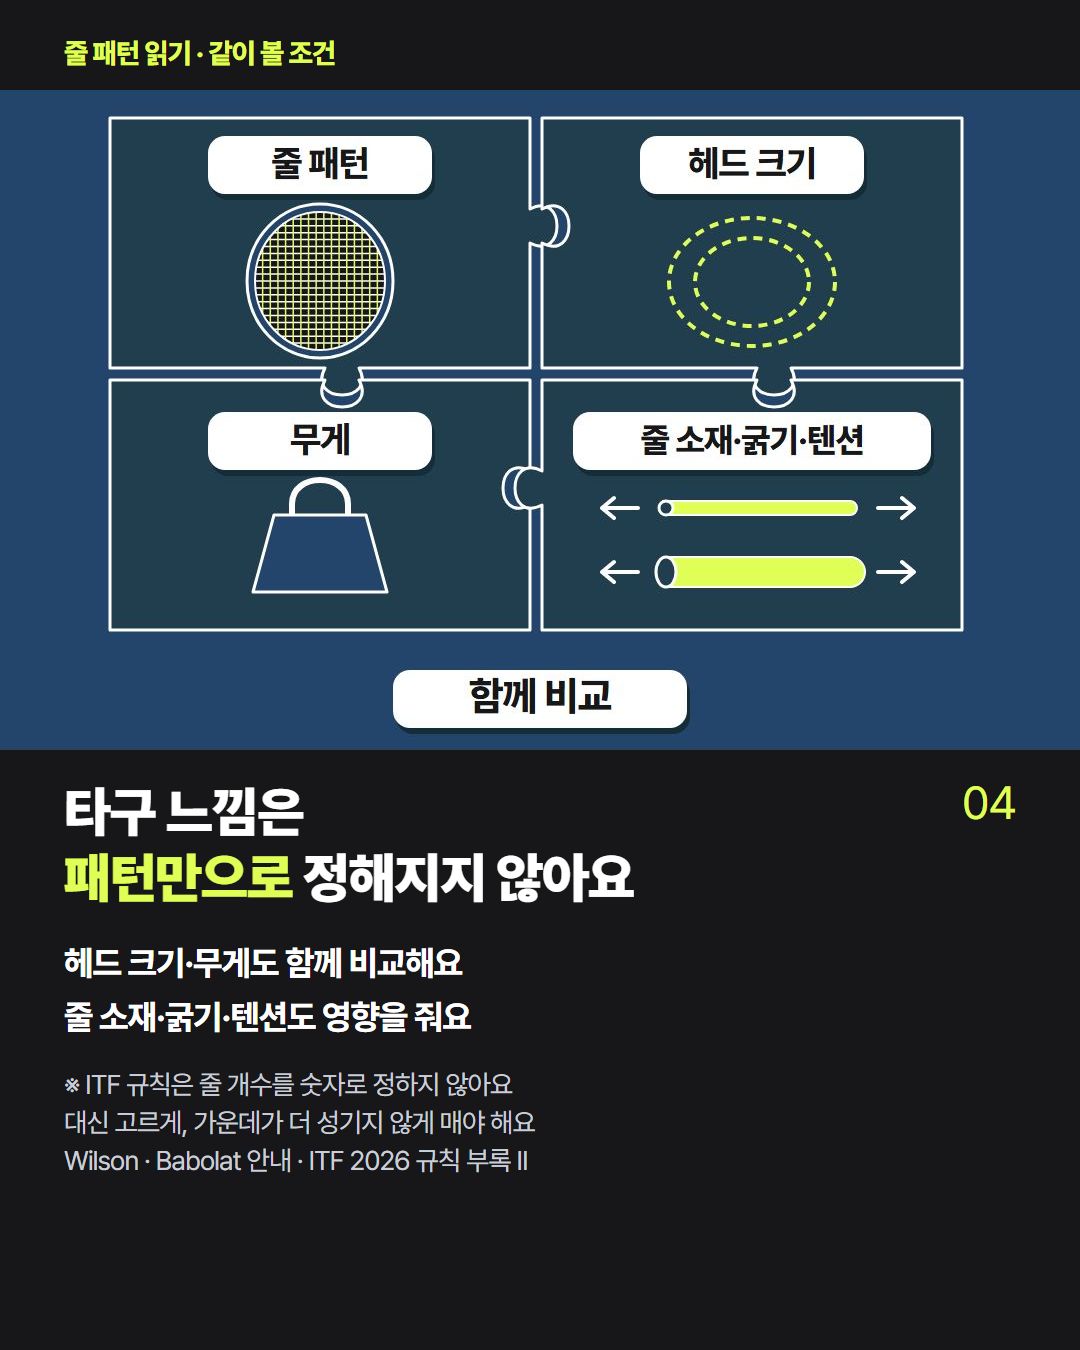 줄 패턴 읽기 · 같이 볼 조건
줄 패턴
헤드 크기
무게
줄 소재·굵기·텐션
함께 비교
타구 느낌은
04
패턴만으로 정해지지 않아요
헤드 크기·무게도 함께 비교해요
줄 소재·굵기·텐션도 영향을 줘요
※ ITF 규칙은 줄 개수를 숫자로 정하지 않아요
대신 고르게, 가운데가 더 성기지 않게 매야 해요
Wilson · Babolat 안내 · ITF 2026 규칙 부록 II